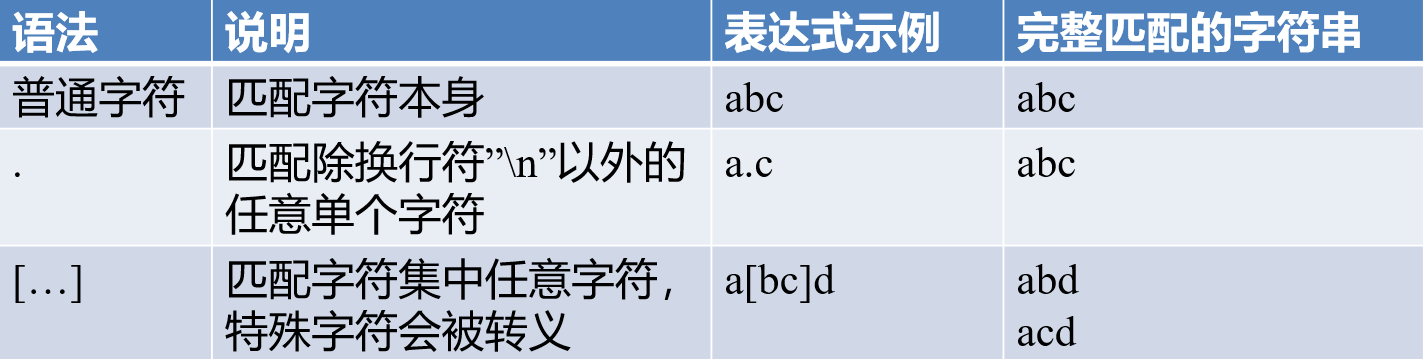 语法 说明 表达式示例 完整匹配的字符串
普通字符 匹配字符本身 abc abc
. 匹配除换行符”\n”以外的 a.c abc
任意单个字符
[…] 匹配字符集中任意字符， a[bc]d abd
特殊字符会被转义 acd